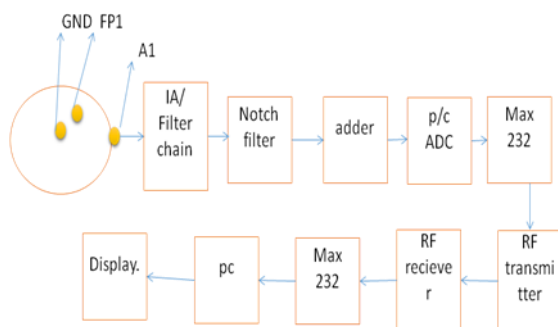 GND FP1
A1
IA/
Filter
chain
Notch
filter
adder
p/c
ADC
Max
232
Display.
pc
Max
232
RF
recieve
r
RF
transmi
tter